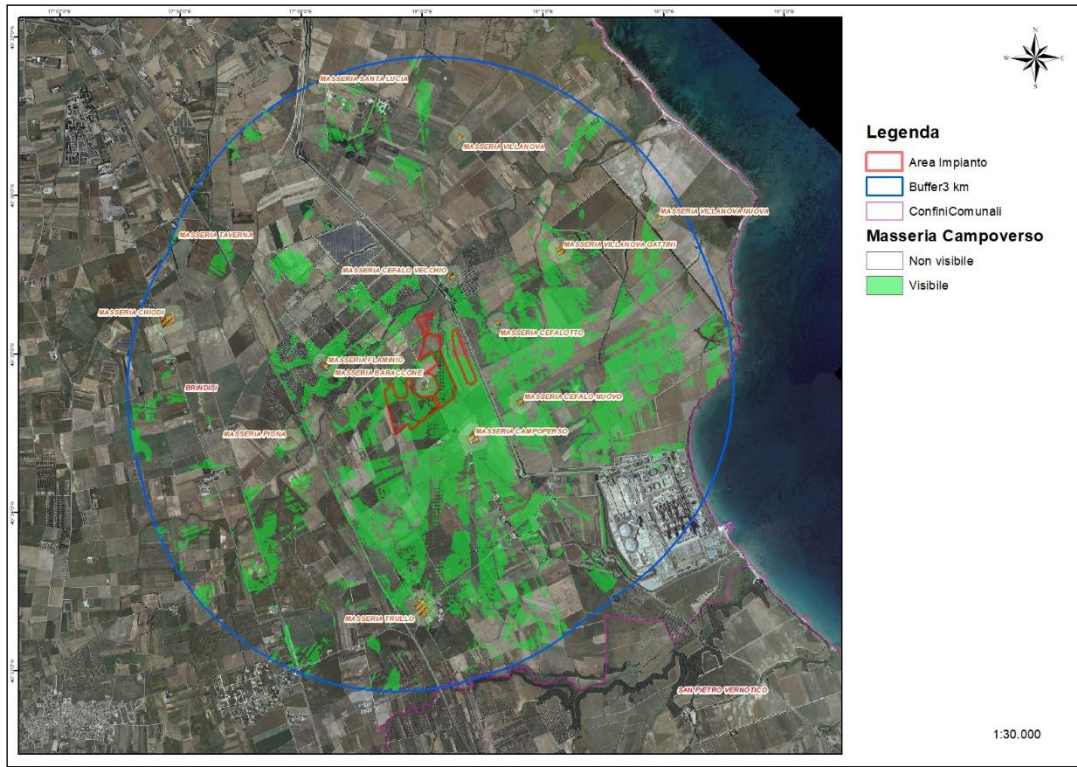 N
W
E
S
MASSERIA SANTA LUCIA
MASSERIA VILLANOVA
MASSERIA VILLANOVA NUOVA
MASSERIA TAVERNA
MASSERIA VILLANOVA GATTINI
MASSERIA CEFALO VECCHIO
MASSERIA CHIODI
MASSERIA CEFALOTTO
MASSERIA FLAMINIO
MASSERIA BARACCONE
BRINDISI
MASSERIA CEFALO NUOVO
MASSERIA PIGNA
MASSERIA CAMPOPERSO
MASSERIA TRULLO
SAN PIETRO VERNOTICO
Legenda
Area Impianto
Buffer3 km
ConfiniComunali
Masseria Campoverso
Non visibile
Visibile
1:30.000